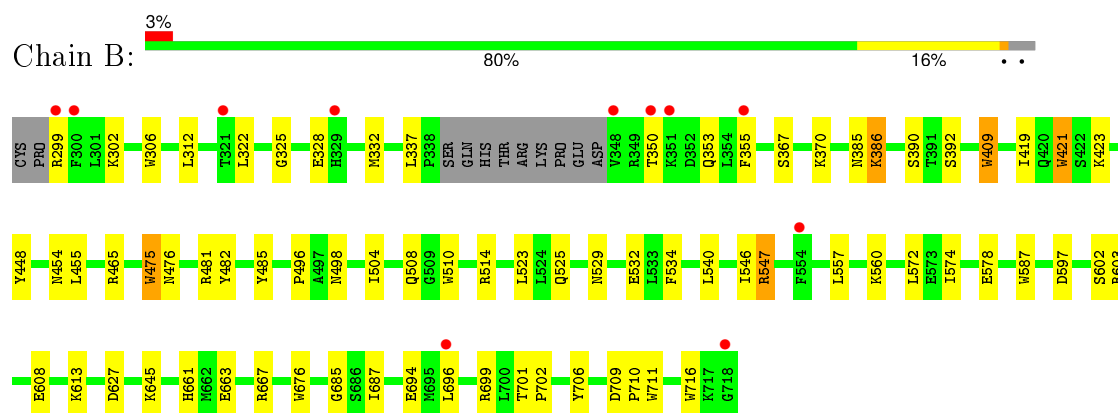 3%
Chain B:
80% 16% • •
CYS PRO R299 F300 L301 K302 W306 L312 T321 L322 G325 E328 H329 M332 L337 P338 SER GLN HIS THR ARG LYS PRO GLU ASP V348 R349 T350 K351 D352 Q353 L354 F355 S367 K370 N385 K386 S390 T391 S392 W409 I419 Q420 W421 S422 K423
Y448 N454 L455 R465 W475 N476 R481 Y482 Y485 P496 A497 N498 I504 Q508 G509 W510 R514 L523 L524 Q525 N529 E532 L533 F534 L540 I546 R547 F554 L557 K560 L572 E573 I574 E578 W587 D597 S602 R603
E608 K613 D627 K645 H661 M662 E663 R667 W676 G685 S686 I687 E694 M695 L696 R699 L700 T701 P702 Y706 D709 P710 W711 W716 K717 G718